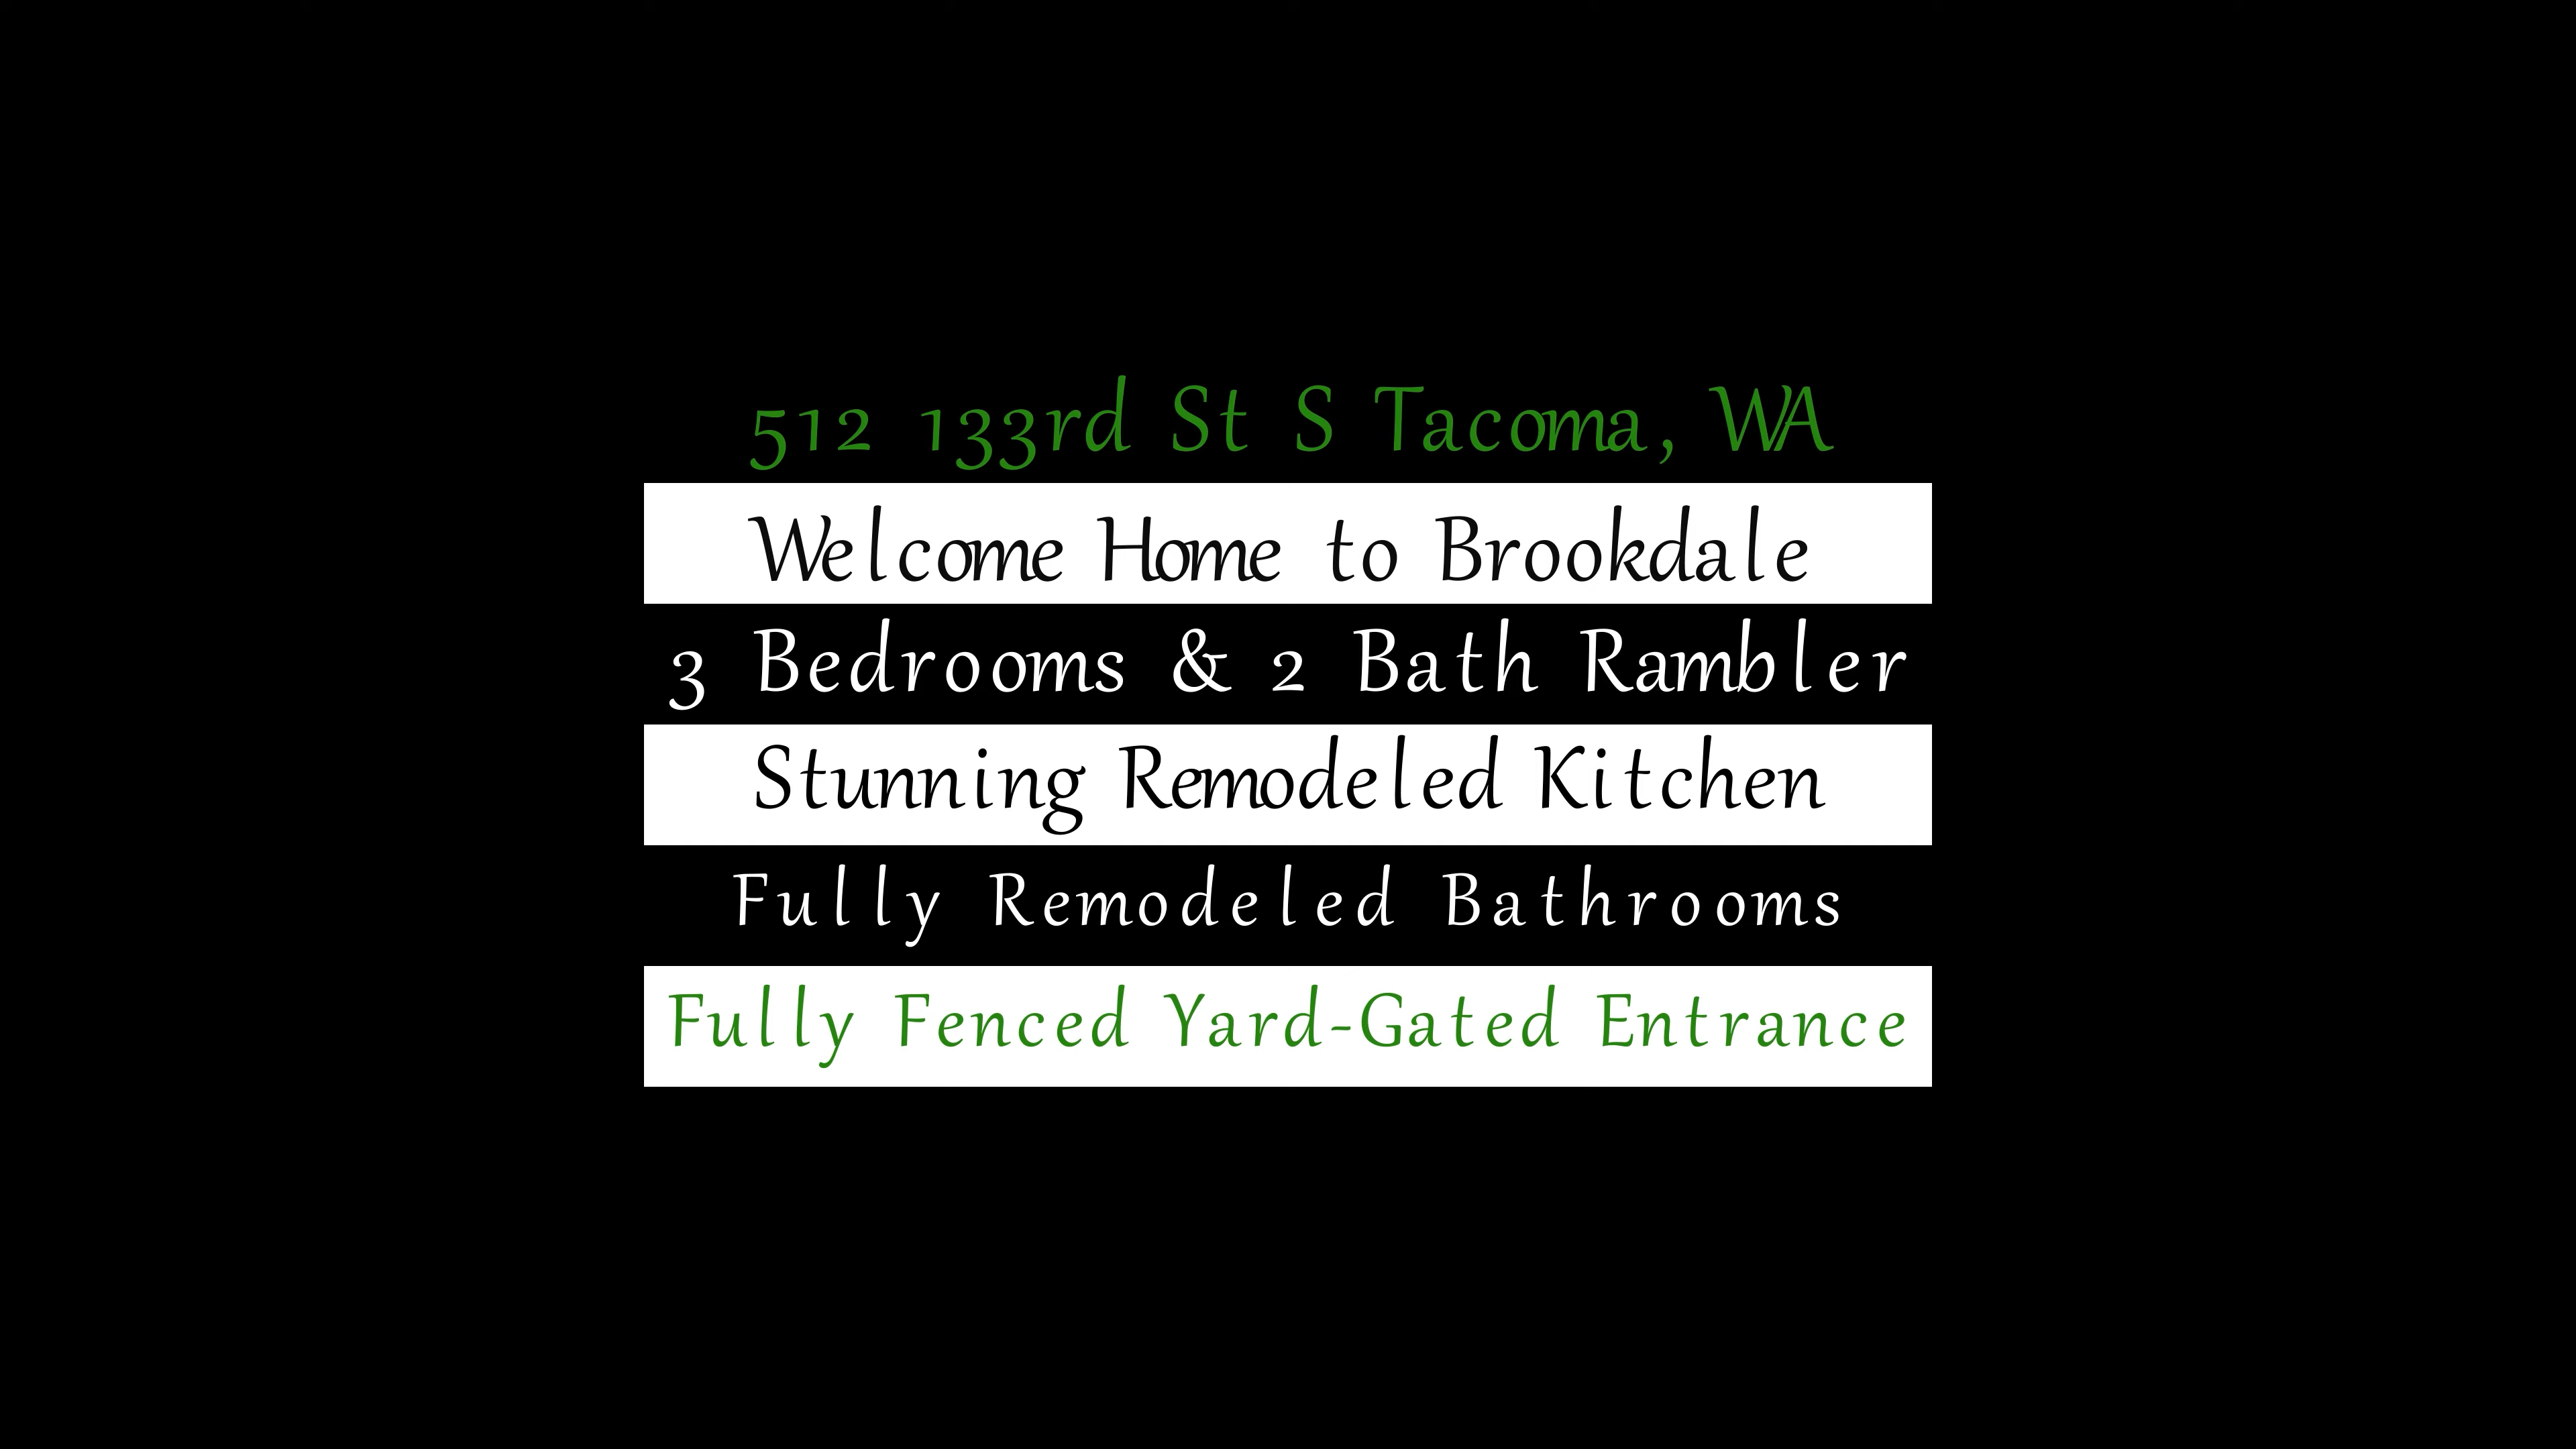 512 133rd St S Tacoma, WA
Welcome Home to Brookdale
3 Bedrooms & 2 Bath Rambler
Stunning Remodeled Kitchen
Fully Remodeled Bathrooms
Fully Fenced Yard-Gated Entrance